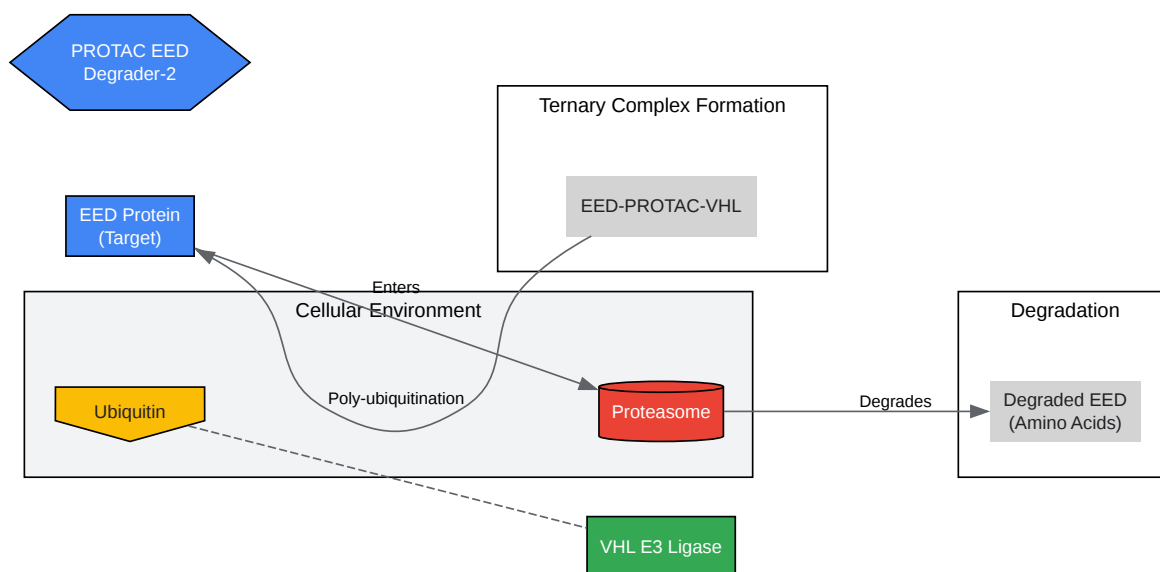 PROTAC EED
Degrader-2
Ternary Complex Formation
EED-PROTAC-VHL
EED Protein
(Target)
Enters
Cellular Environment
Degradation
Poly-ubiquitination
Ubiquitin
Proteasome
Degrades
Degraded EED
(Amino Acids)
VHL E3 Ligase